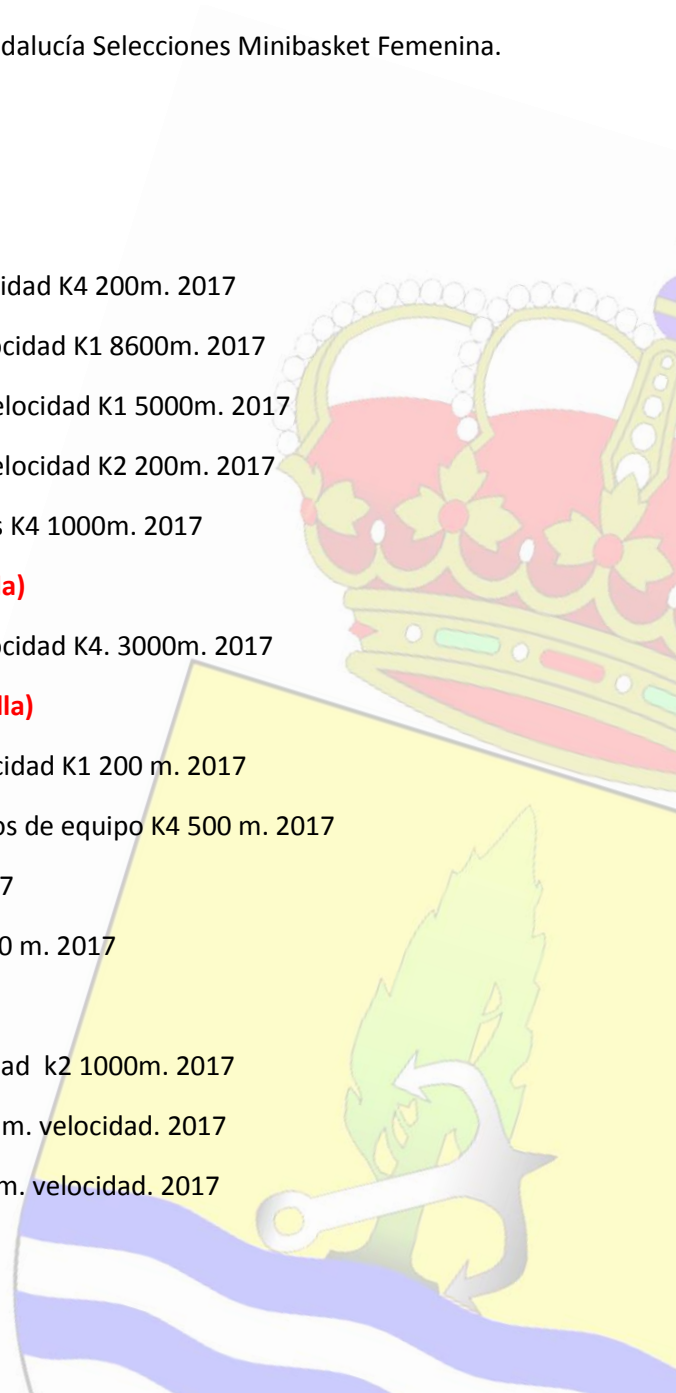 dalucía Selecciones Minibasket Femenina.
idad K4 200m. 2017
ocidad K1 8600m. 2017
elocidad K1 5000m. 2017
elocidad K2 200m. 2017
s K4 1000m. 2017
ia)
ocidad K4. 3000m. 2017
lla)
cidad K1 200 m. 2017
os de equipo K4 500 m. 2017
7
0 m. 2017
ad  k2 1000m. 2017
m. velocidad. 2017
m. velocidad. 2017